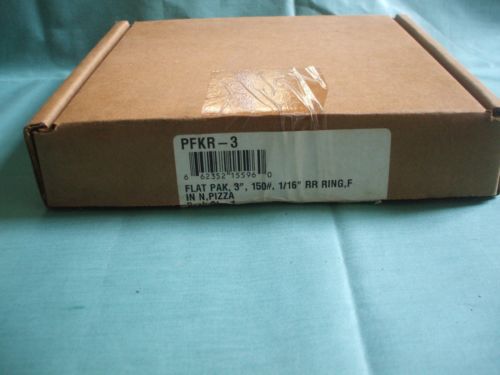 PFKR-3
6 62352 15596 0
FLAT PAK, 3", 150#, 1/16" RR RING,F
IN N,PIZZA